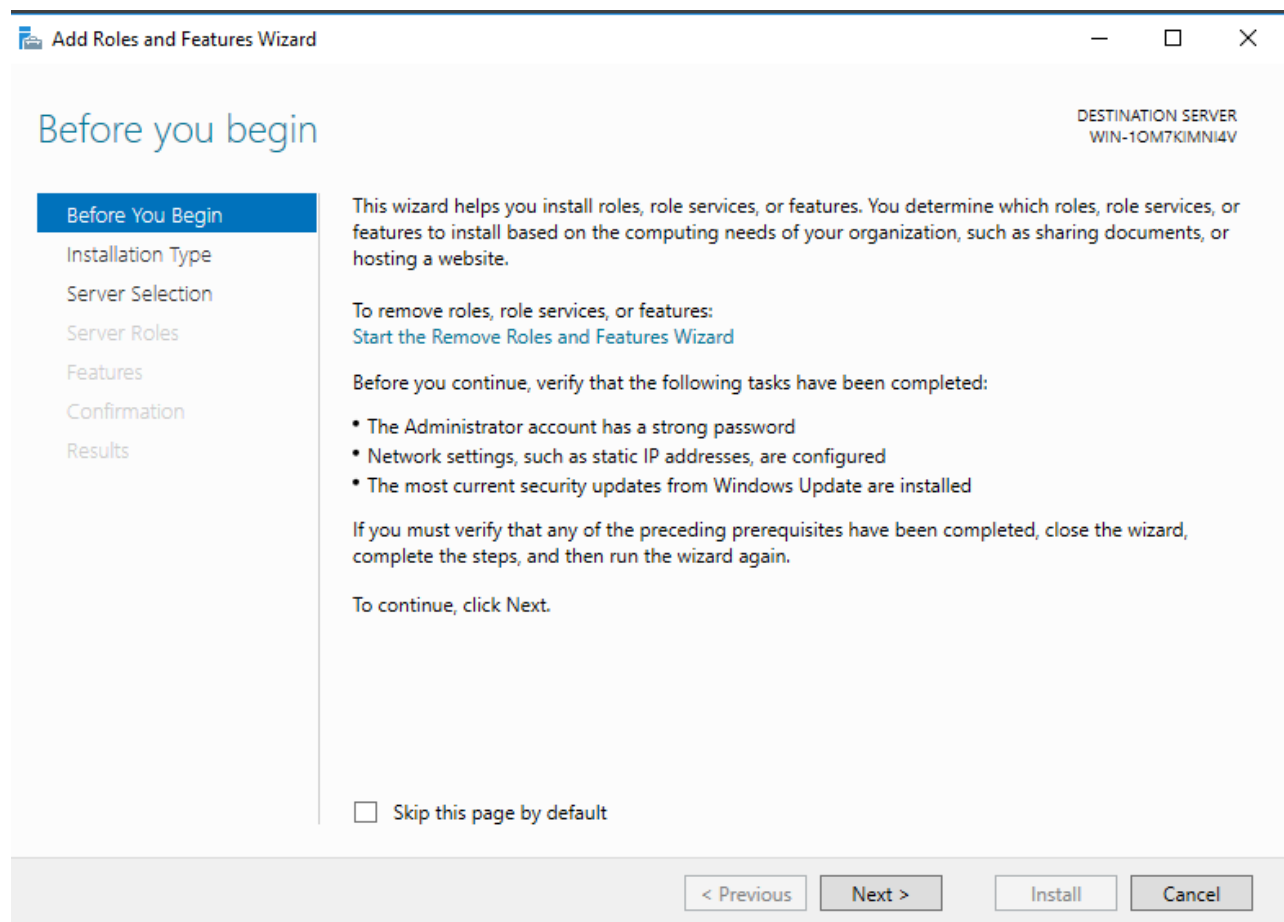 Add Roles and Features Wizard
Before you begin
DESTINATION SERVER
WIN-1OM7KIMNI4V
Before You Begin
Installation Type
Server Selection
Server Roles
Features
Confirmation
Results
This wizard helps you install roles, role services, or features. You determine which roles, role services, or
features to install based on the computing needs of your organization, such as sharing documents, or
hosting a website.
To remove roles, role services, or features:
Start the Remove Roles and Features Wizard
Before you continue, verify that the following tasks have been completed:
• The Administrator account has a strong password
• Network settings, such as static IP addresses, are configured
• The most current security updates from Windows Update are installed
If you must verify that any of the preceding prerequisites have been completed, close the wizard,
complete the steps, and then run the wizard again.
To continue, click Next.
Skip this page by default
< Previous
Next >
Install
Cancel